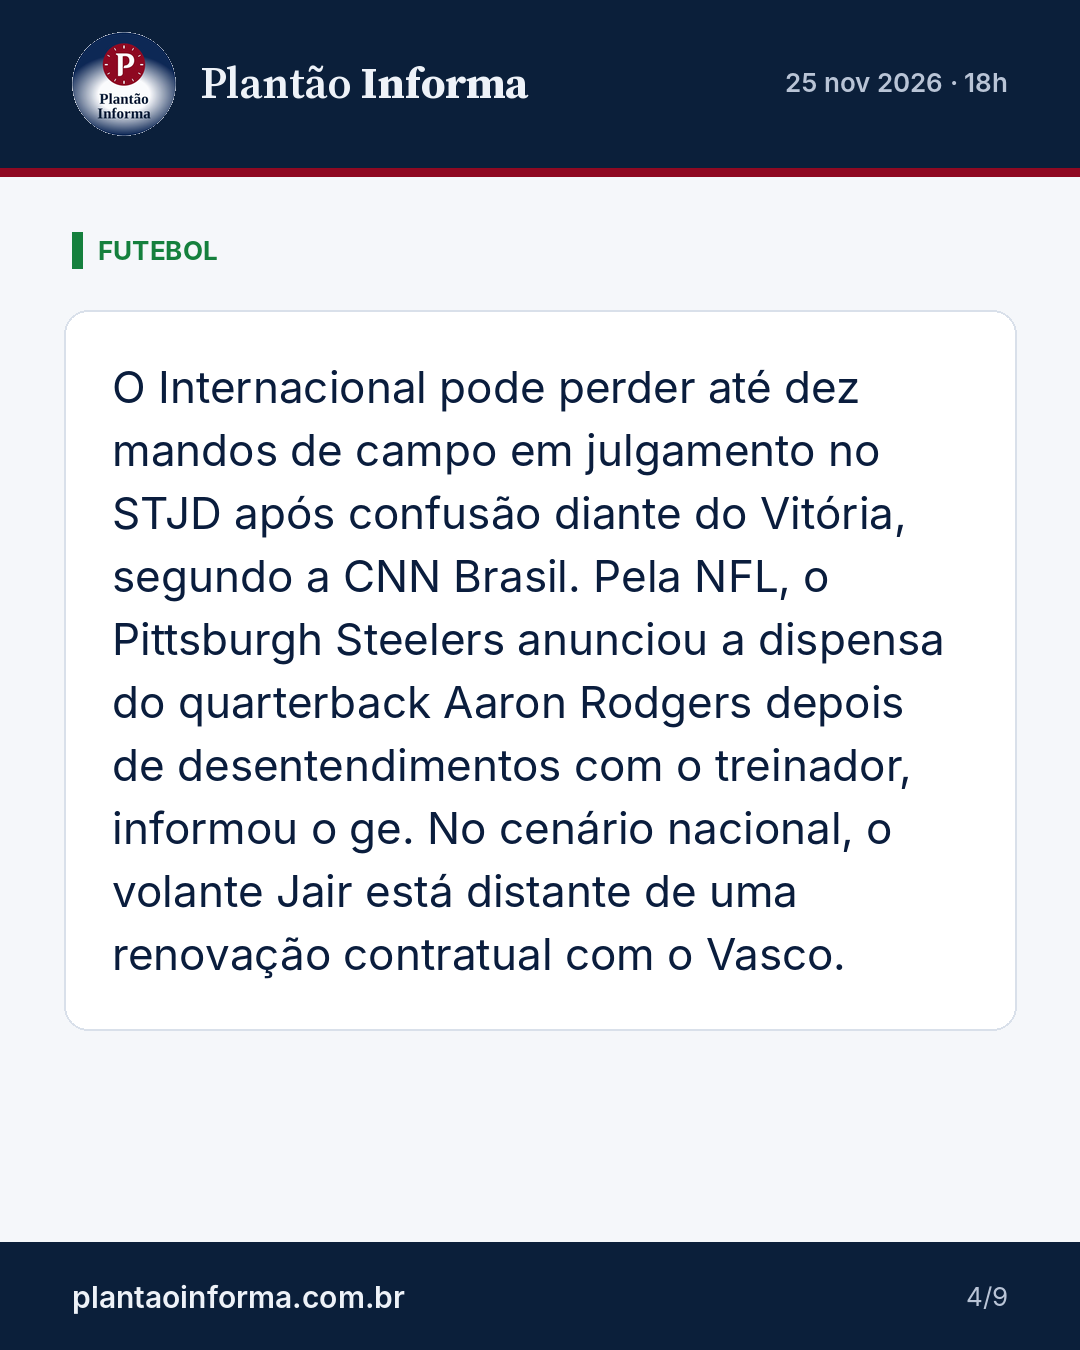 P
Plantão
Informa
Plantão Informa
25 nov 2026 · 18h
FUTEBOL
O Internacional pode perder até dez
mandos de campo em julgamento no
STJD após confusão diante do Vitória,
segundo a CNN Brasil. Pela NFL, o
Pittsburgh Steelers anunciou a dispensa
do quarterback Aaron Rodgers depois
de desentendimentos com o treinador,
informou o ge. No cenário nacional, o
volante Jair está distante de uma
renovação contratual com o Vasco.
plantaoinforma.com.br
4/9